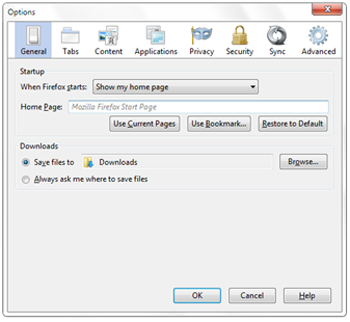 Options
General Tabs Content Applications Privacy Security Sync Advanced
Startup
When Firefox starts: Show my home page
Home Page: Mozilla Firefox Start Page
Use Current Pages Use Bookmark... Restore to Default
Downloads
Save files to Downloads Browse...
Always ask me where to save files
OK Cancel Help